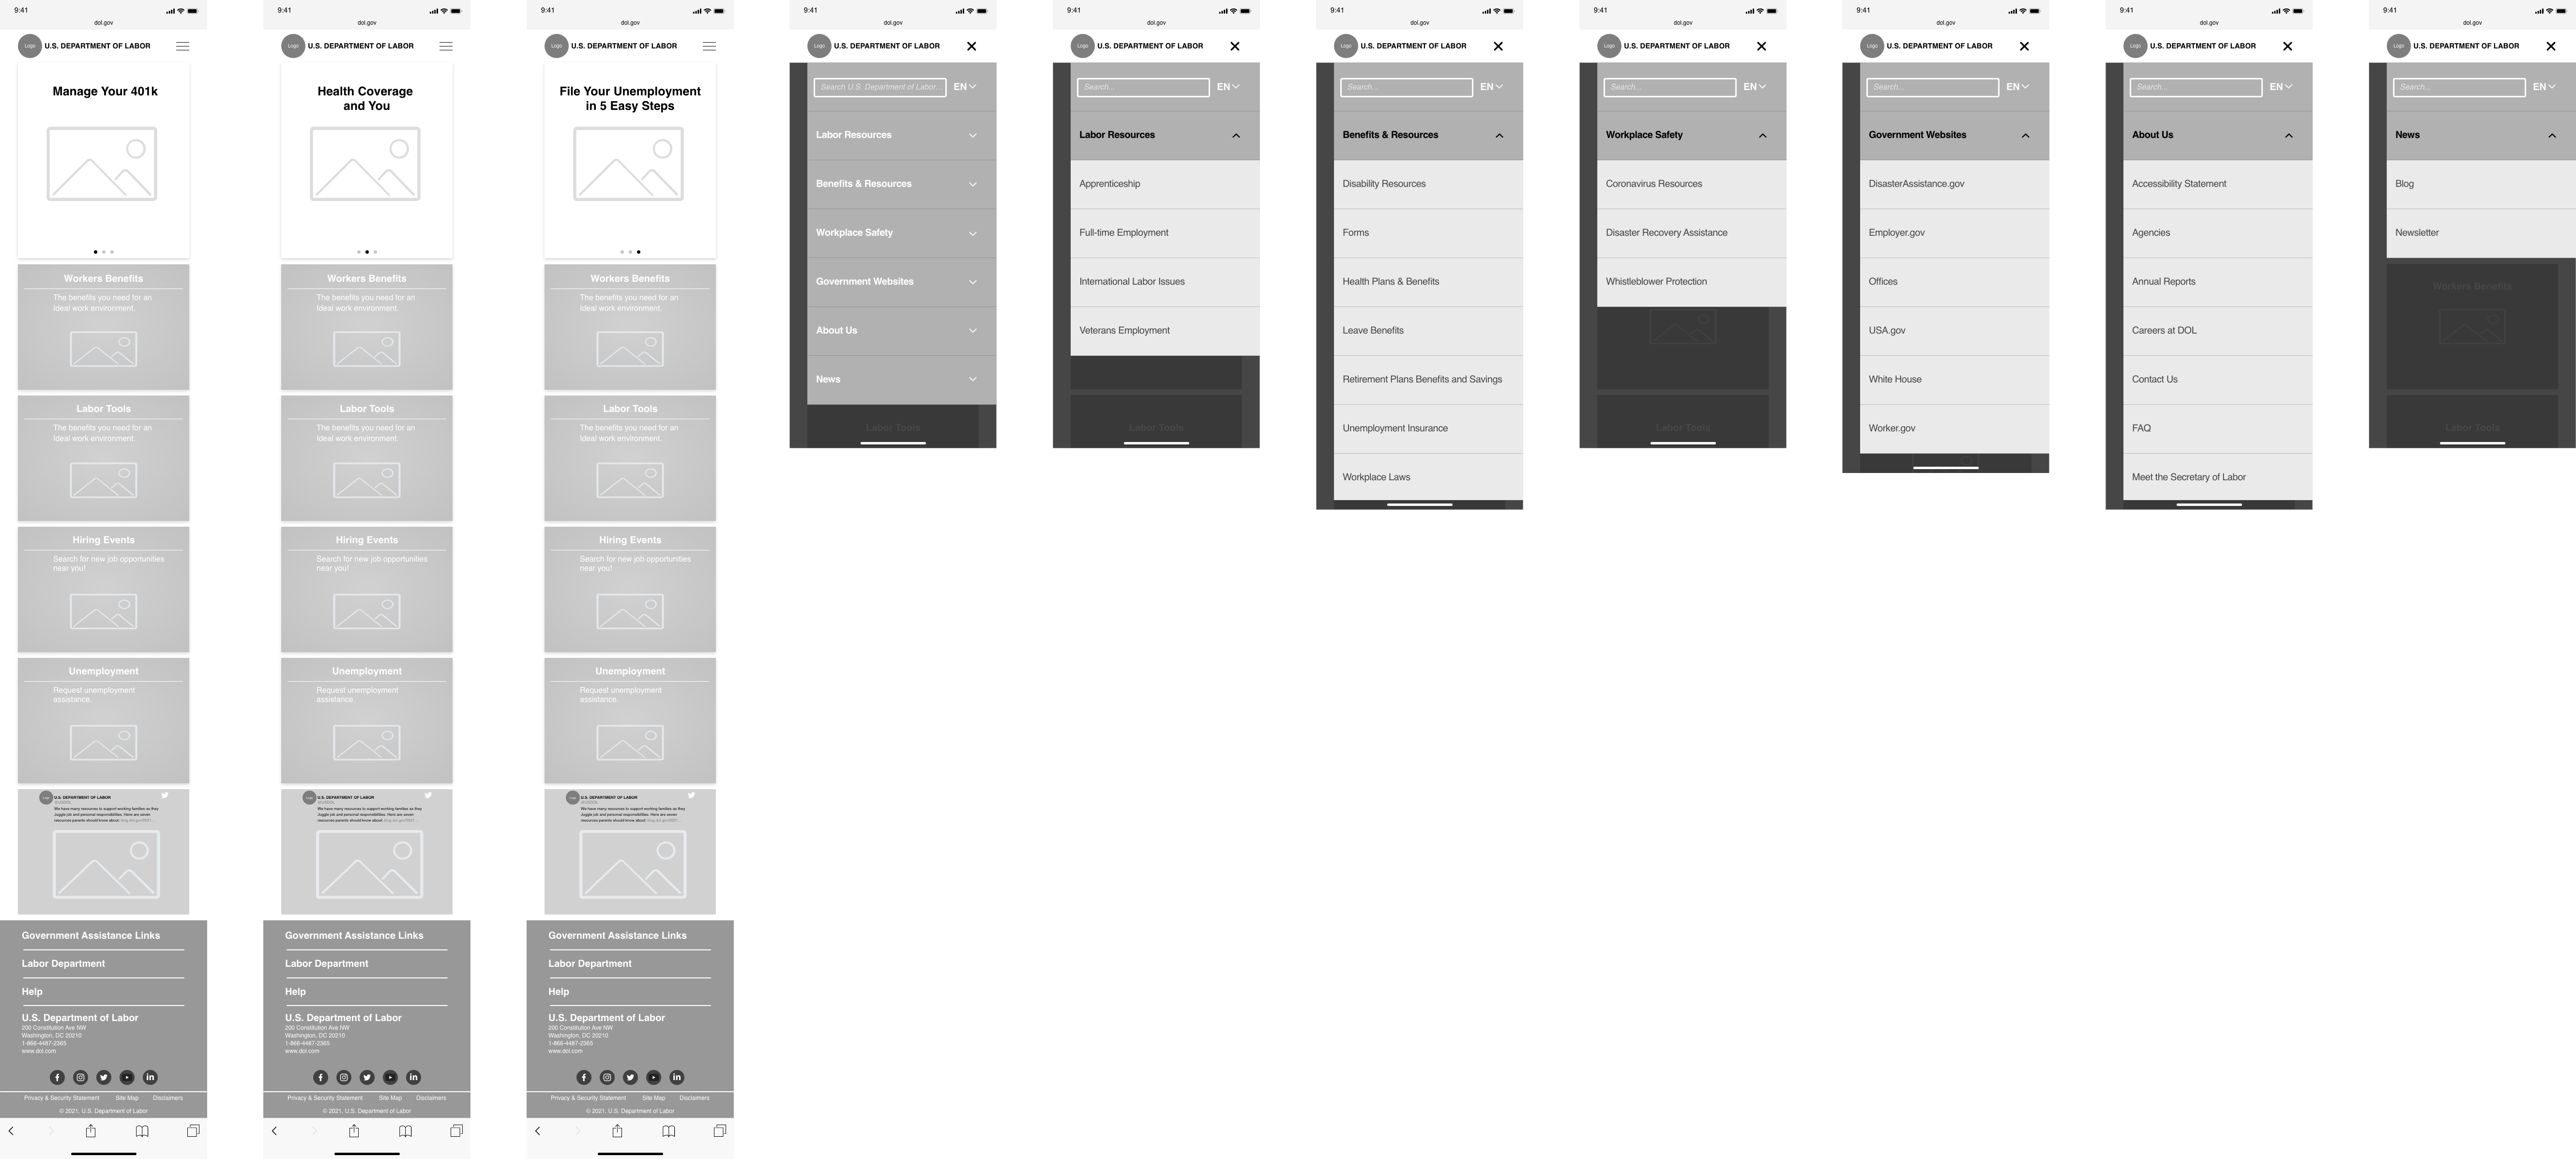 9:41
dol.gov
Logo
U.S. DEPARTMENT OF LABOR
Manage Your 401k
Workers Benefits
The benefits you need for an
Ideal work environment.
Labor Tools
The benefits you need for an
Ideal work environment.
Hiring Events
Search for new job opportunities
near you!
Unemployment
Request unemployment
assistance.
U.S. DEPARTMENT OF LABOR
@USDOL
We have many resources to support working families as they
Juggle job and personal responsibilities. Here are seven
resources parents should know about:
Government Assistance Links
Labor Department
Help
U.S. Department of Labor
200 Constitution Ave NW
Washington, DC 20210
1-866-4487-2365
www.dol.com
Privacy & Security Statement Site Map Disclaimers
© 2021, U.S. Department of Labor
9:41
dol.gov
Logo
U.S. DEPARTMENT OF LABOR
Health Coverage
and You
Workers Benefits
The benefits you need for an
Ideal work environment.
Labor Tools
The benefits you need for an
Ideal work environment.
Hiring Events
Search for new job opportunities
near you!
Unemployment
Request unemployment
assistance.
U.S. DEPARTMENT OF LABOR
@USDOL
We have many resources to support working families as they
Juggle job and personal responsibilities. Here are seven
resources parents should know about:
Government Assistance Links
Labor Department
Help
U.S. Department of Labor
200 Constitution Ave NW
Washington, DC 20210
1-866-4487-2365
www.dol.com
Privacy & Security Statement Site Map Disclaimers
© 2021, U.S. Department of Labor
9:41
dol.gov
Logo
U.S. DEPARTMENT OF LABOR
File Your Unemployment
in 5 Easy Steps
Workers Benefits
The benefits you need for an
Ideal work environment.
Labor Tools
The benefits you need for an
Ideal work environment.
Hiring Events
Search for new job opportunities
near you!
Unemployment
Request unemployment
assistance.
U.S. DEPARTMENT OF LABOR
@USDOL
We have many resources to support working families as they
Juggle job and personal responsibilities. Here are seven
resources parents should know about:
Government Assistance Links
Labor Department
Help
U.S. Department of Labor
200 Constitution Ave NW
Washington, DC 20210
1-866-4487-2365
www.dol.com
Privacy & Security Statement Site Map Disclaimers
© 2021, U.S. Department of Labor
9:41
dol.gov
Logo
U.S. DEPARTMENT OF LABOR
Search U.S. Department of Labor... EN
Labor Resources
Benefits & Resources
Workplace Safety
Government Websites
About Us
News
Labor Tools
9:41
dol.gov
Logo
U.S. DEPARTMENT OF LABOR
Search... EN
Labor Resources
Apprenticeship
Full-time Employment
International Labor Issues
Veterans Employment
Labor Tools
9:41
dol.gov
Logo
U.S. DEPARTMENT OF LABOR
Search... EN
Benefits & Resources
Disability Resources
Forms
Health Plans & Benefits
Leave Benefits
Retirement Plans Benefits and Savings
Unemployment Insurance
Workplace Laws
9:41
dol.gov
Logo
U.S. DEPARTMENT OF LABOR
Search... EN
Workplace Safety
Coronavirus Resources
Disaster Recovery Assistance
Whistleblower Protection
Labor Tools
9:41
dol.gov
Logo
U.S. DEPARTMENT OF LABOR
Search... EN
Government Websites
DisasterAssistance.gov
Employer.gov
Offices
USA.gov
White House
Worker.gov
9:41
dol.gov
Logo
U.S. DEPARTMENT OF LABOR
Search... EN
About Us
Accessibility Statement
Agencies
Annual Reports
Careers at DOL
Contact Us
FAQ
Meet the Secretary of Labor
9:41
dol.gov
Logo
U.S. DEPARTMENT OF LABOR
Search... EN
News
Blog
Newsletter
Workers Benefits
Labor Tools